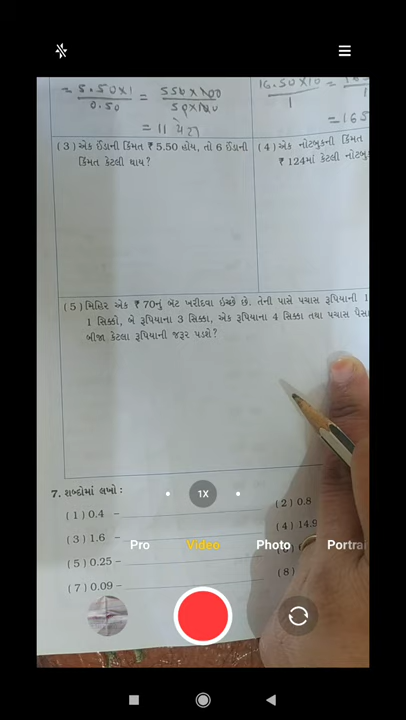 = 5.50 × 1 / 0.50 = 550 × 100 / 50 × 100
16.50 × 10 / 1
= 11
= 165
(3) એક ઈંડાની કિંમત ₹ 5.50 હોય, તો 6 ઈંડાની
કિંમત કેટલી થાય?
(4) એક નોટબુકની કિંમત
₹ 124માં કેટલી નોટબુક
(5) મિહિર એક ₹ 70નું બૅટ ખરીદવા ઇચ્છે છે. તેની પાસે પચાસ રૂપિયાની 1
1 સિક્કો, બે રૂપિયાના 3 સિક્કા, એક રૂપિયાના 4 સિક્કા તથા પચાસ પૈસા
બીજા કેટલા રૂપિયાની જરૂર પડશે?
7. શબ્દોમાં લખો :
(1) 0.4 –
(2) 0.8
(3) 1.6 –
(4) 14.9
(5) 0.25 –
(7) 0.09 –
(8)
1X
Pro Video Photo Portrai